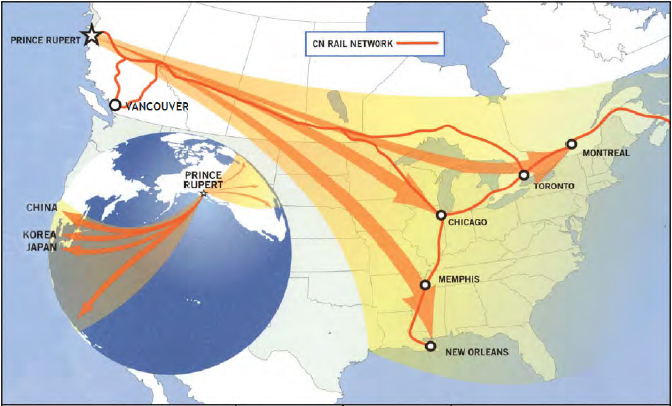 PRINCE RUPERT
CN RAIL NETWORK
VANCOUVER
MONTREAL
TORONTO
PRINCE
RUPERT
CHINA
CHICAGO
KOREA
JAPAN
MEMPHIS
NEW ORLEANS